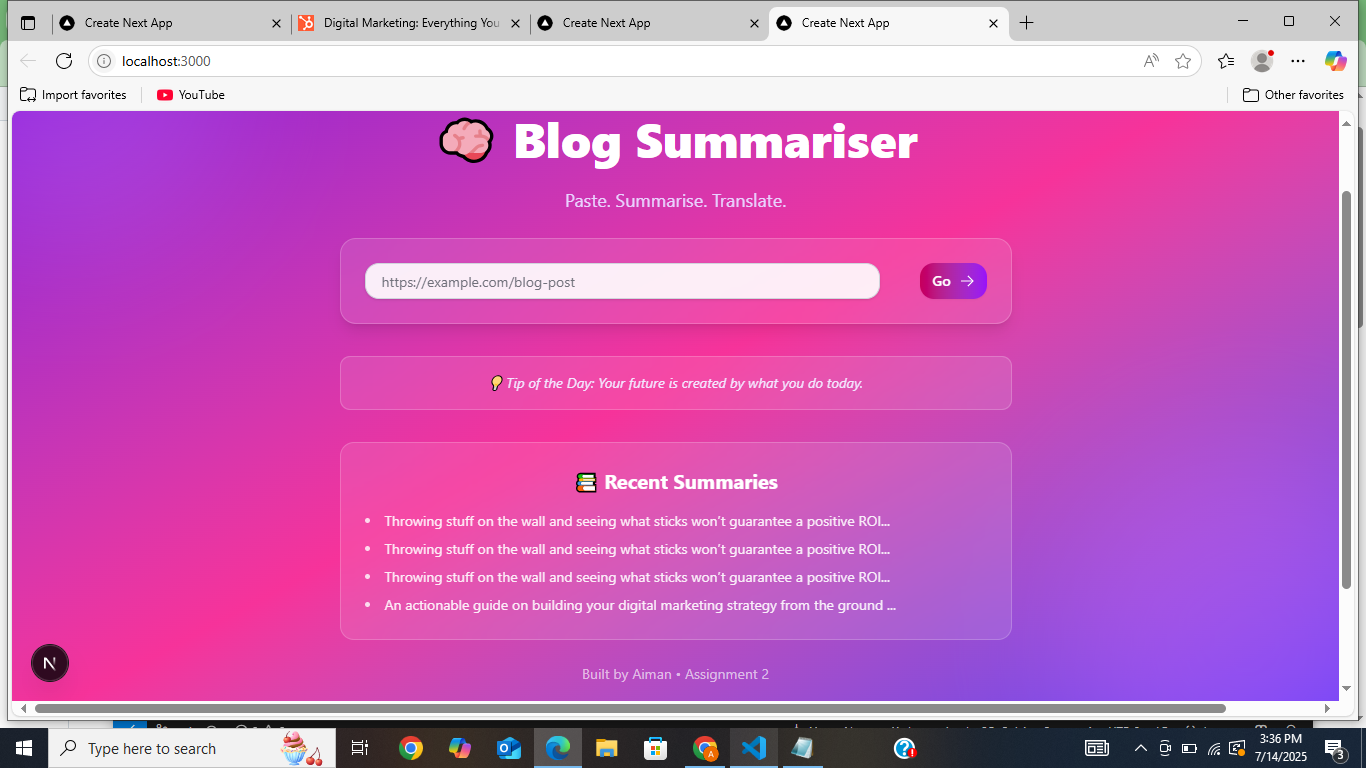 Create Next App
Digital Marketing: Everything You
Create Next App
Create Next App
localhost:3000
Import favorites
YouTube
Other favorites
Blog Summariser
Paste. Summarise. Translate.
https://example.com/blog-post
Go →
Tip of the Day: Your future is created by what you do today.
Recent Summaries
• Throwing stuff on the wall and seeing what sticks won't guarantee a positive ROI...
• Throwing stuff on the wall and seeing what sticks won't guarantee a positive ROI...
• Throwing stuff on the wall and seeing what sticks won't guarantee a positive ROI...
• An actionable guide on building your digital marketing strategy from the ground ...
N
Built by Aiman • Assignment 2
Type here to search
3:36 PM
7/14/2025
3